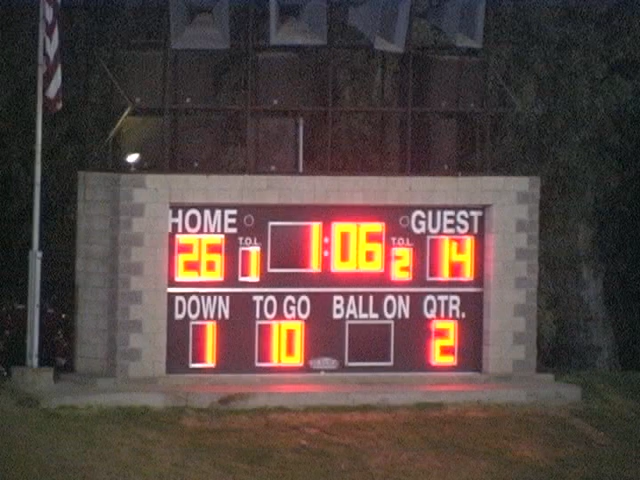 HOME 1:06 GUEST
26 T.O.L. 1 T.O.L. 2 14
DOWN TO GO BALL ON QTR.
1 10 2